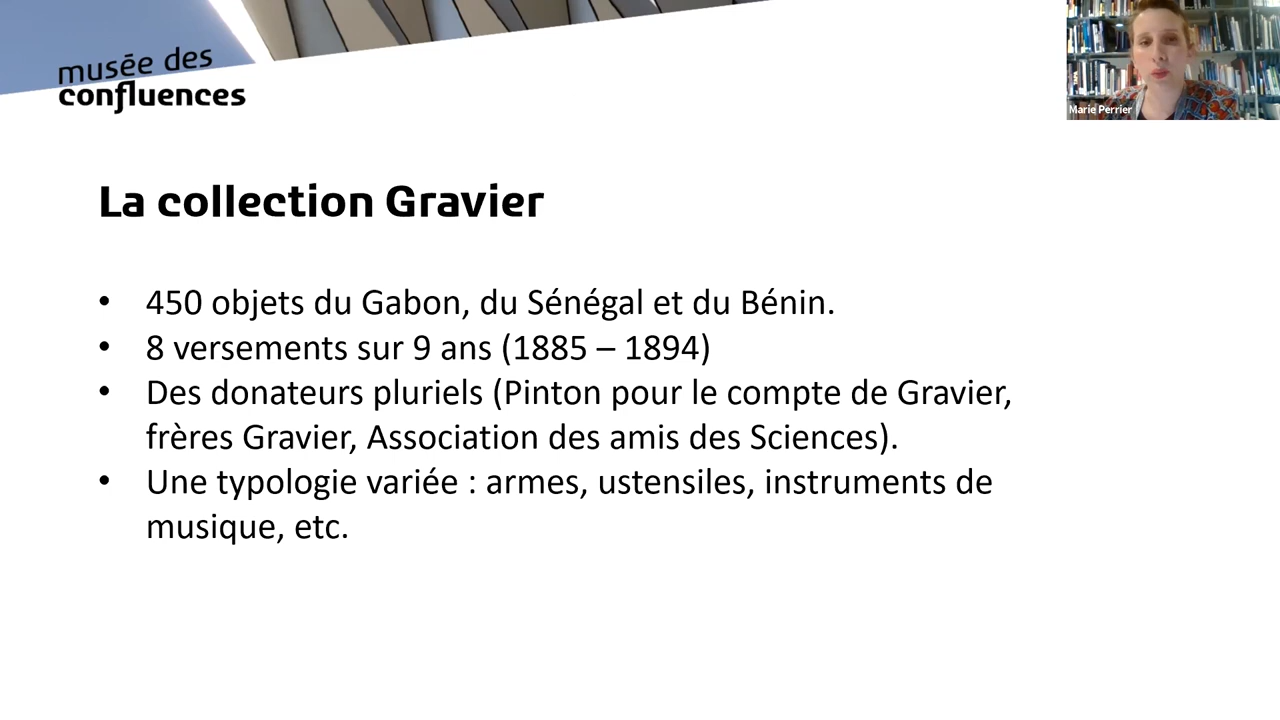 musée des
confluences
Marie Perrier
La collection Gravier
• 450 objets du Gabon, du Sénégal et du Bénin.
• 8 versements sur 9 ans (1885 – 1894)
• Des donateurs pluriels (Pinton pour le compte de Gravier,
frères Gravier, Association des amis des Sciences).
• Une typologie variée : armes, ustensiles, instruments de
musique, etc.